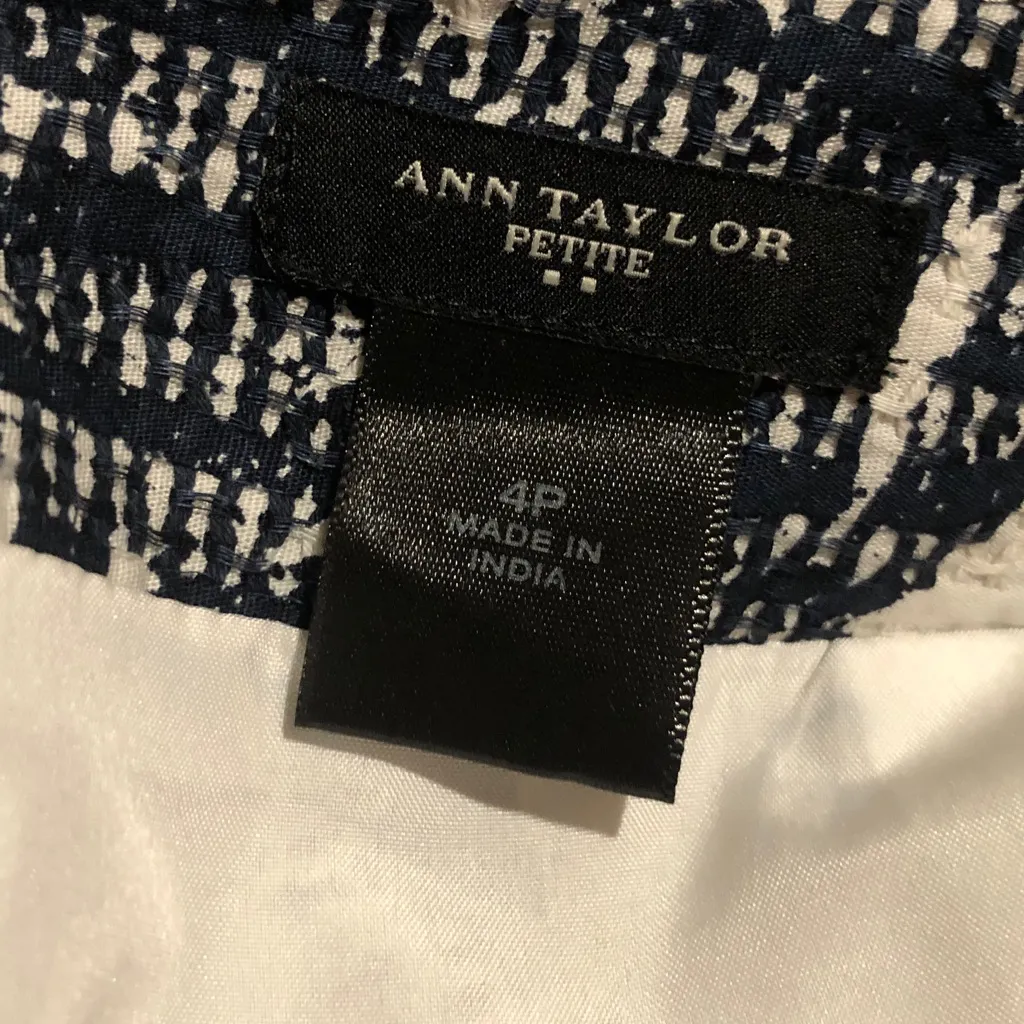 ANN TAYLOR
PETITE
4P
MADE IN
INDIA